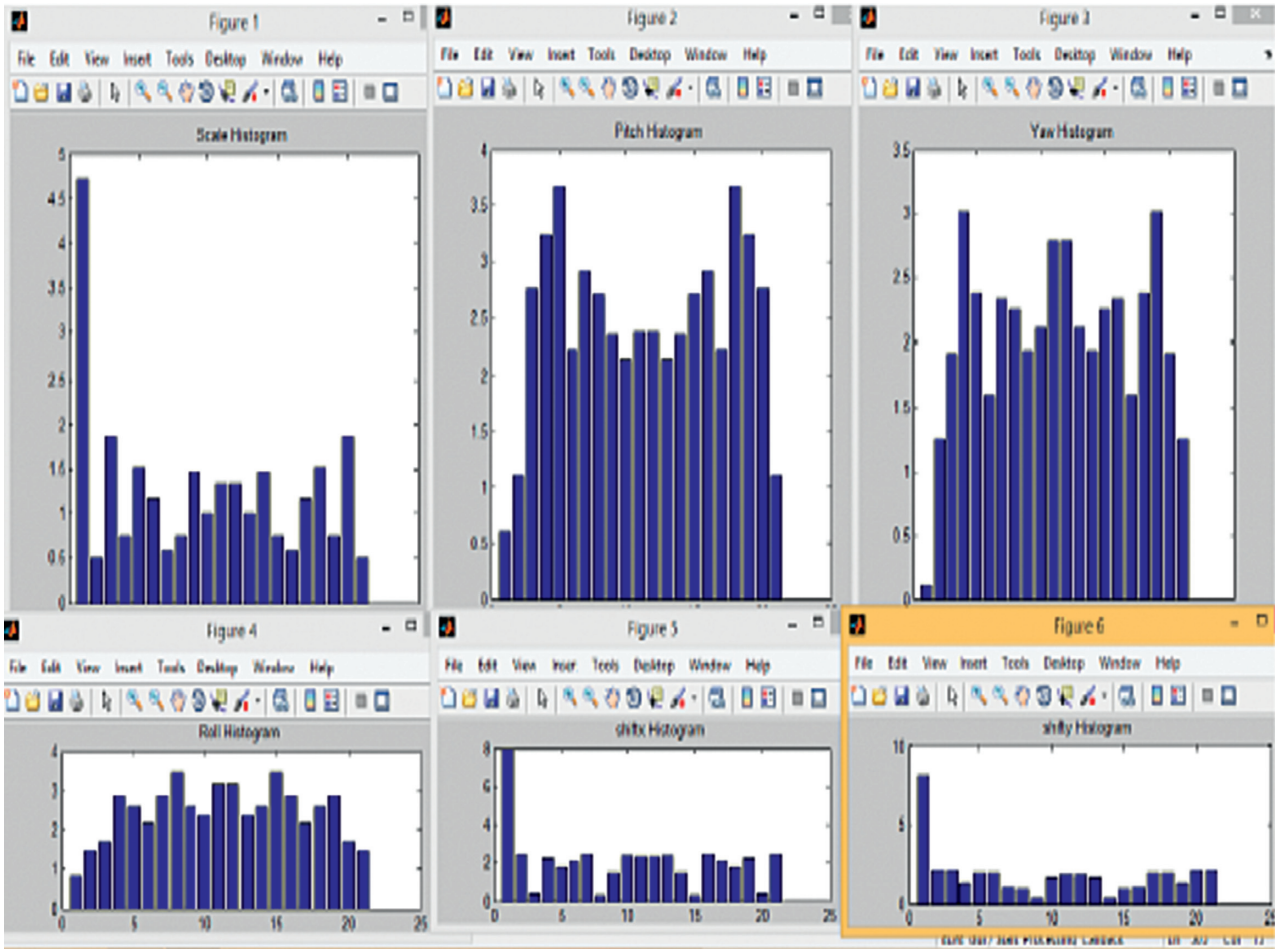 Figure 1
File Edit View Insert Tools Desktop Window Help
Scale Histogram
5
4.5
4
3.5
3
2.5
2
1.5
1
0.5
0
Figure 2
File Edit View Insert Tools Desktop Window Help
Pitch Histogram
4
3.5
3
2.5
2
1.5
1
0.5
0
Figure 3
File Edit View Insert Tools Desktop Window Help
Yaw Histogram
3.5
3
2.5
2
1.5
1
0.5
0
Figure 4
File Edit View Insert Tools Desktop Window Help
Roll Histogram
4
3
2
1
0
0 5 10 15 20 25
Figure 5
File Edit View Insert Tools Desktop Window Help
shiftx Histogram
8
6
4
2
0
0 5 10 15 20 25
Figure 6
File Edit View Insert Tools Desktop Window Help
shifty Histogram
10
5
0
0 5 10 15 20 25